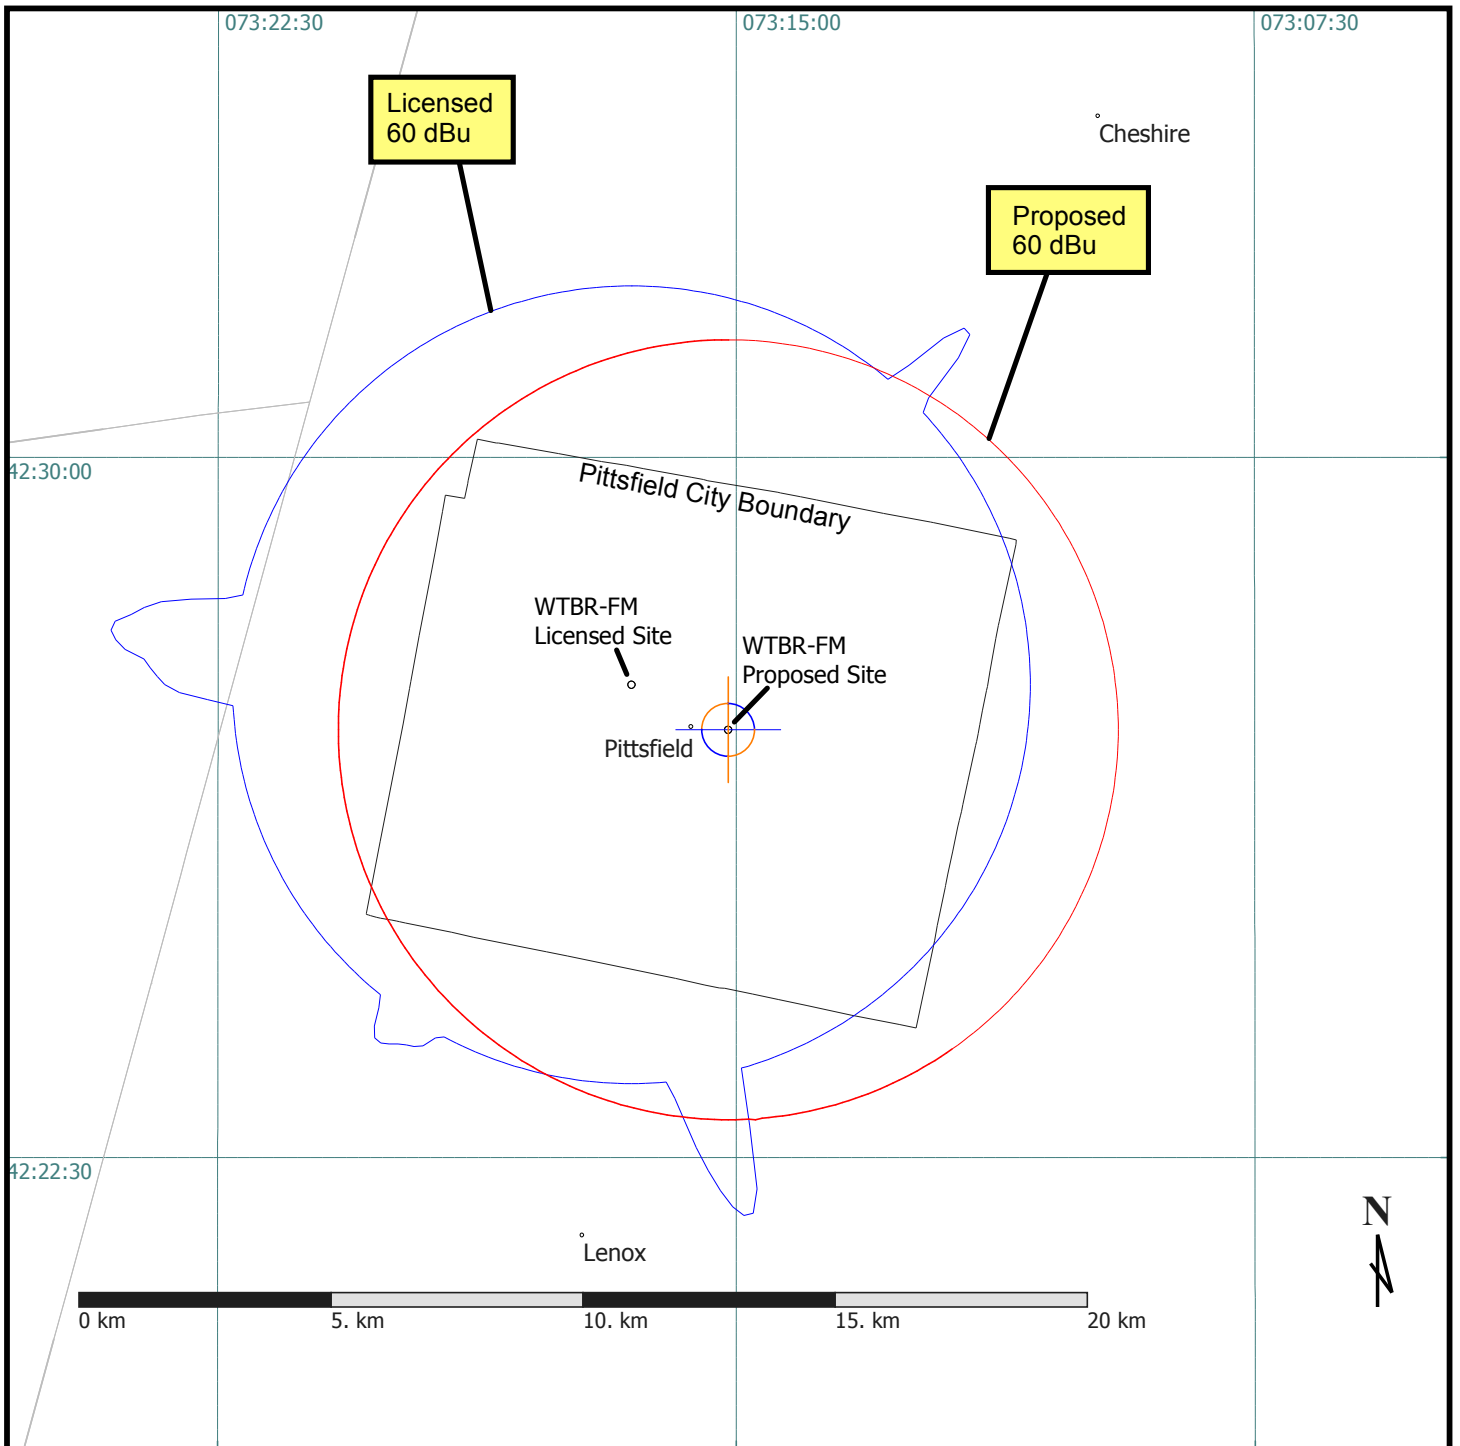 073:22:30
073:15:00
073:07:30
Licensed
60 dBu
Cheshire
Proposed
60 dBu
42:30:00
Pittsfield City Boundary
WTBR-FM
Licensed Site
WTBR-FM
Proposed Site
Pittsfield
42:22:30
N
Lenox
0 km
5. km
10. km
15. km
20 km